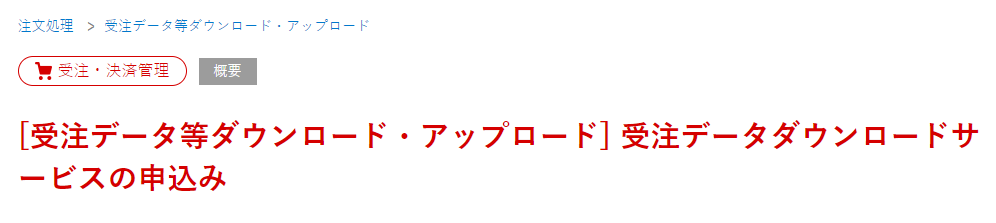 注文処理 > 受注データ等ダウンロード・アップロード
受注・決済管理 概要
[受注データ等ダウンロード・アップロード] 受注データダウンロードサ
ービスの申込み